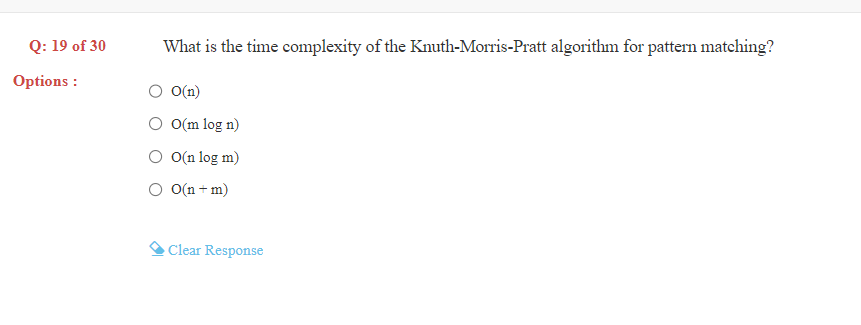 Q: 19 of 30 What is the time complexity of the Knuth-Morris-Pratt algorithm for pattern matching?
Options :
O(n)
O(m log n)
O(n log m)
O(n + m)
Clear Response